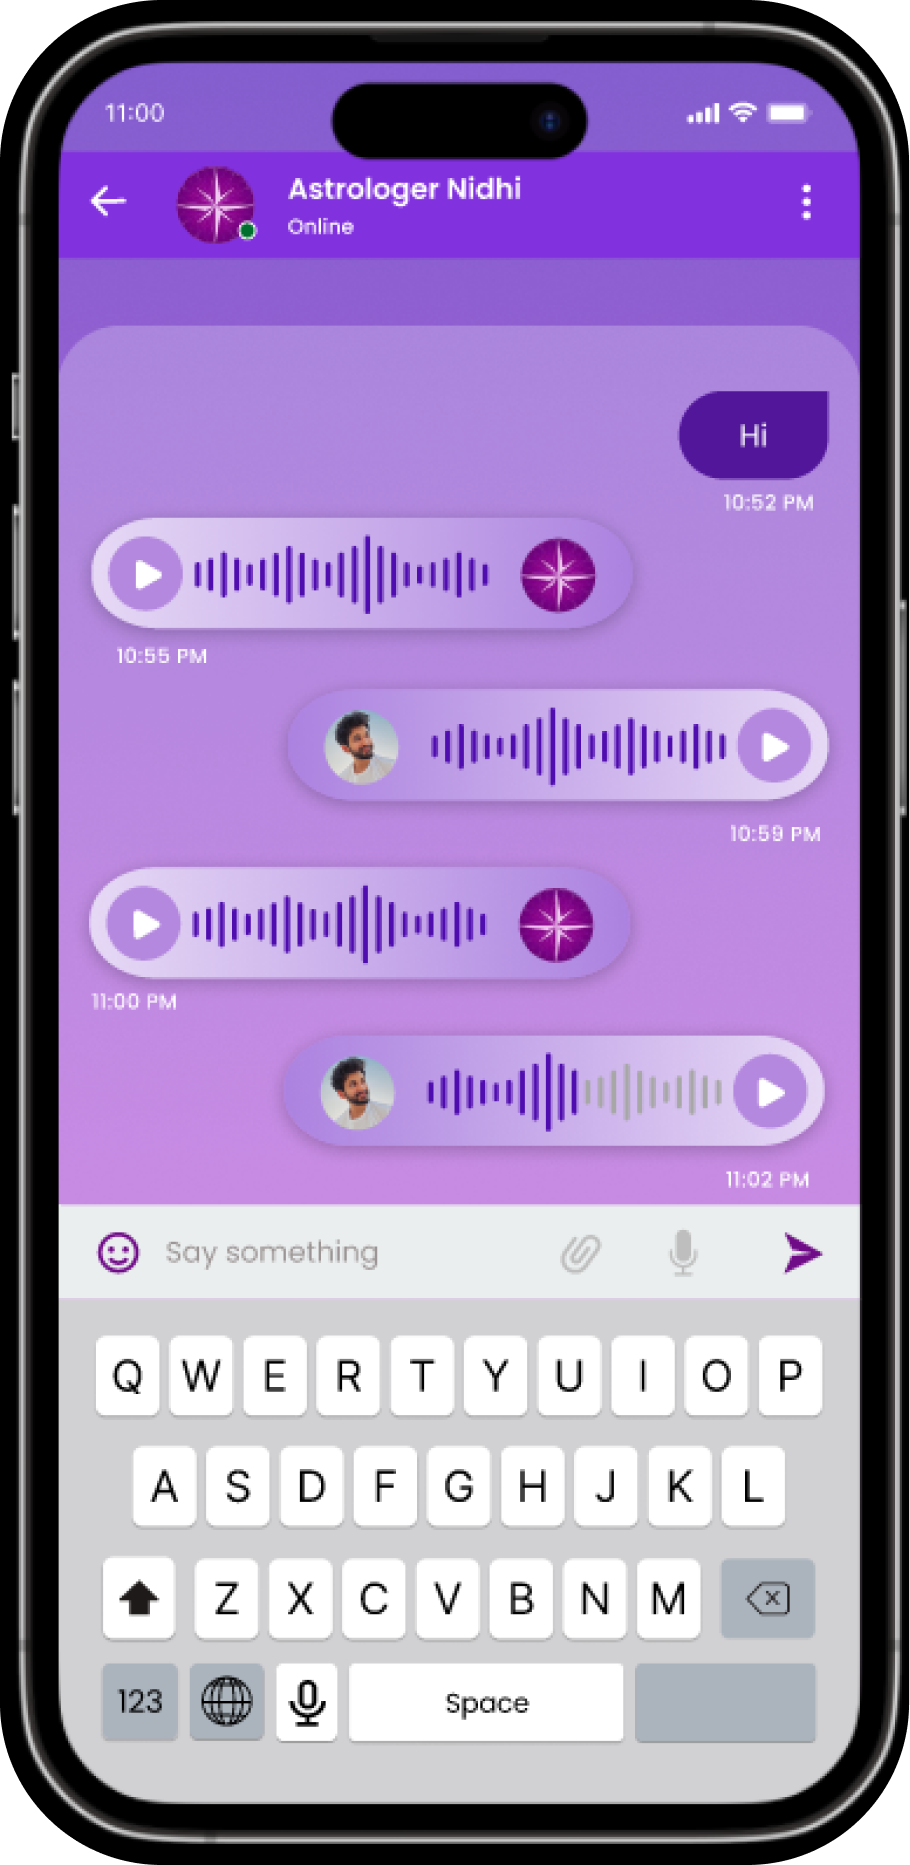 11:00
Astrologer Nidhi
Online
Hi
10:52 PM
10:55 PM
10:59 PM
11:00 PM
11:02 PM
Say something
Q W E R T Y U I O P
A S D F G H J K L
Z X C V B N M
123 Space